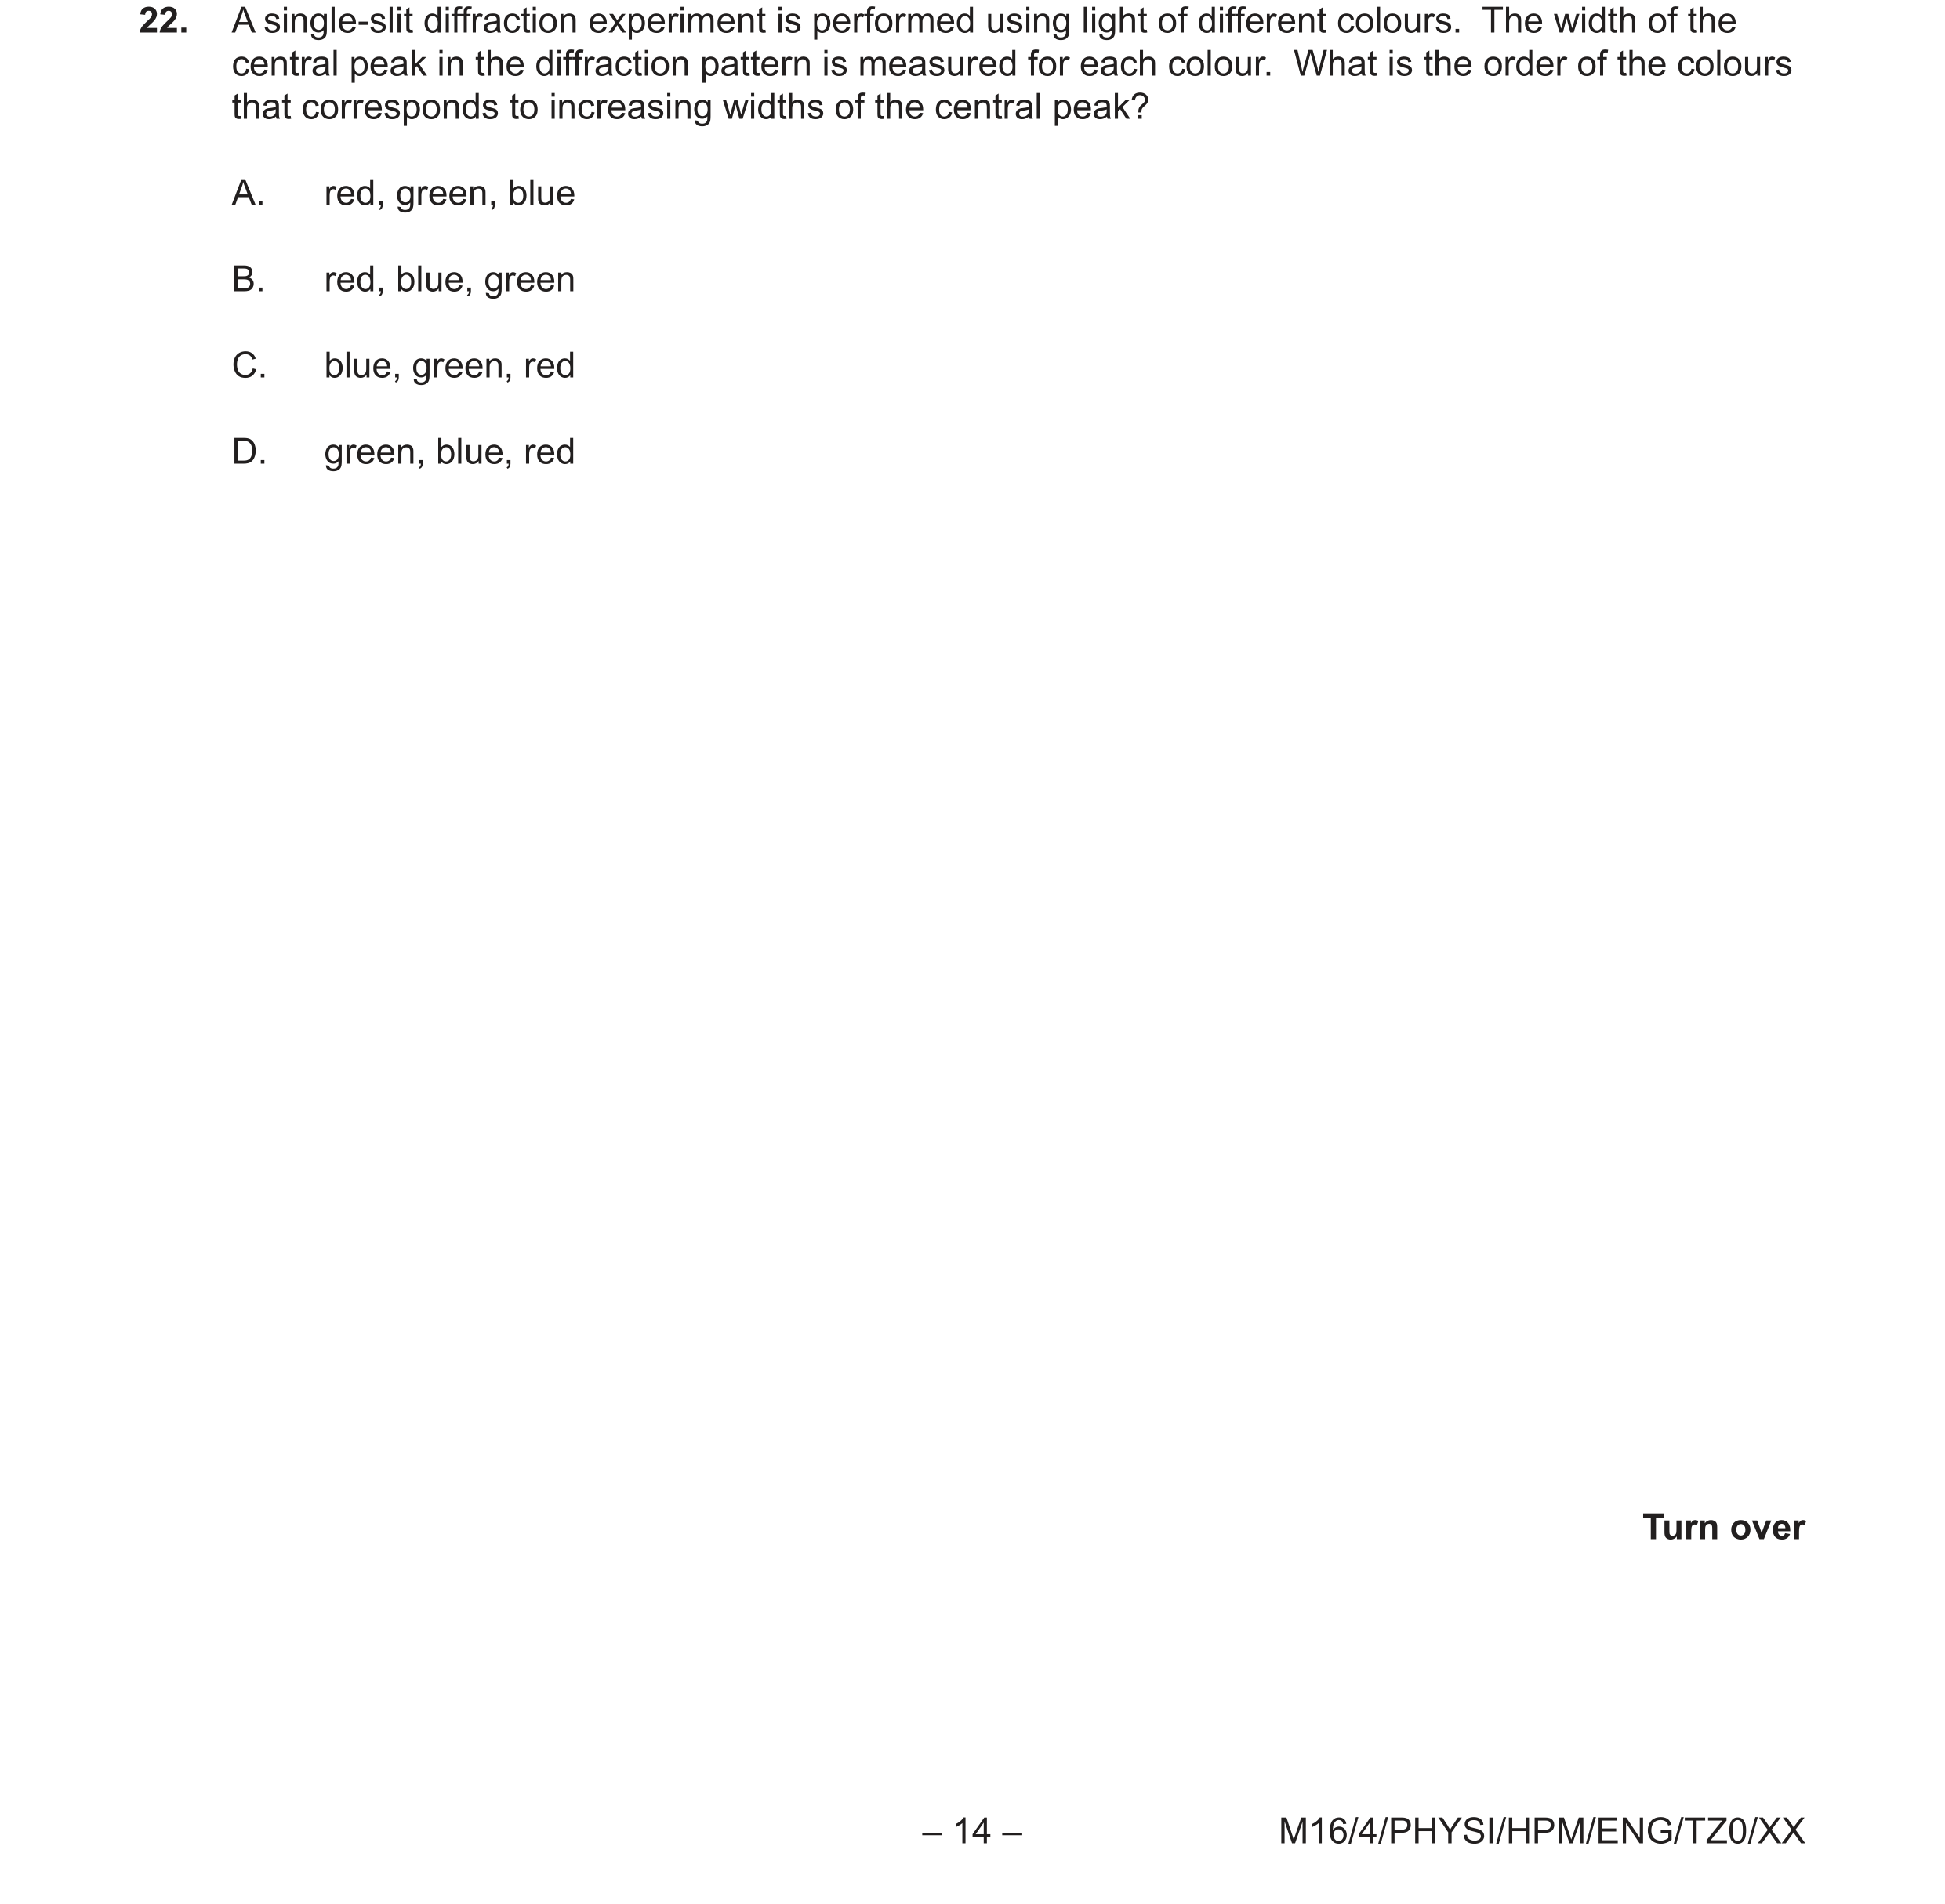 22. A single-slit diffraction experiment is performed using light of different colours. The width of the
central peak in the diffraction pattern is measured for each colour. What is the order of the colours
that corresponds to increasing widths of the central peak?
A. red, green, blue
B. red, blue, green
C. blue, green, red
D. green, blue, red
Turn over
– 14 – M16/4/PHYSI/HPM/ENG/TZ0/XX